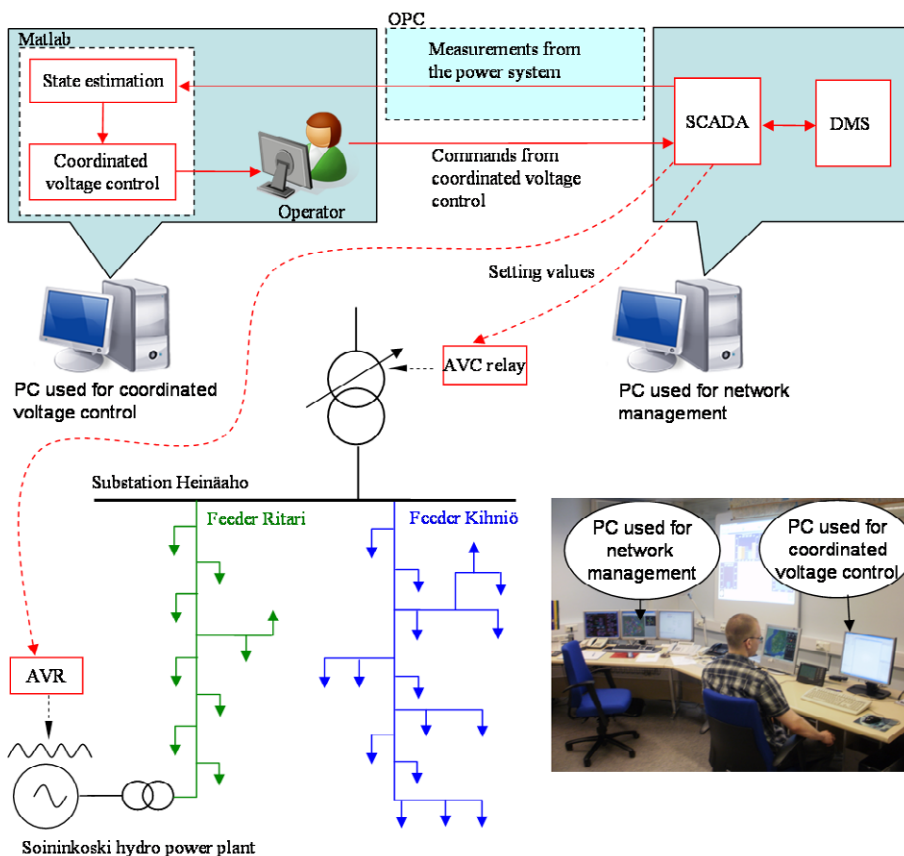 OPC
Matlab
Measurements from
the power system
State estimation
SCADA
DMS
Coordinated
voltage control
Commands from
coordinated voltage
control
Operator
Setting values
AVC relay
PC used for coordinated
voltage control
PC used for network
management
Substation Heinäaho
Feeder Ritari
Feeder Kihniö
PC used for
network
management
PC used for
coordinated
voltage control
AVR
Soininkoski hydro power plant